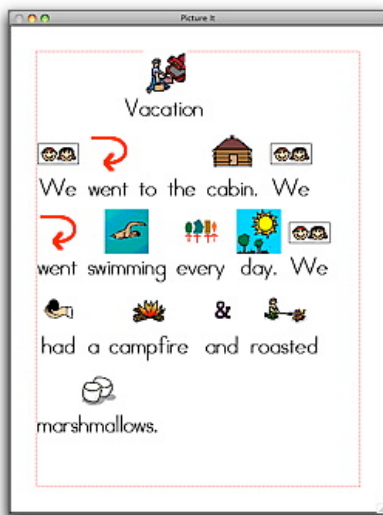 Picture It
Vacation
We went to the cabin. We
&
went swimming every day. We
had a campfire and roasted
marshmallows.